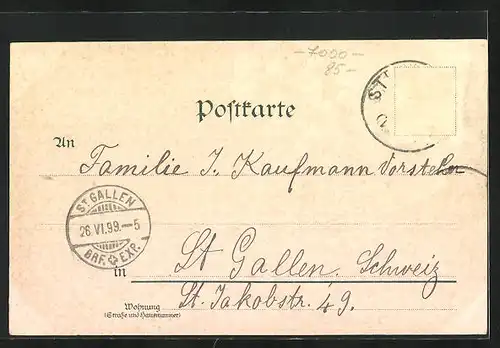 -7000-
85-
ST
Postkarte
An
Familie J. Kaufmann Vorsteher
ST GALLEN
26.VI.99.-5
BRF. EXP.
in St Gallen. Schweiz
Wohnung
(Straße und Hausnummer)
St. Jakobstr. 49.